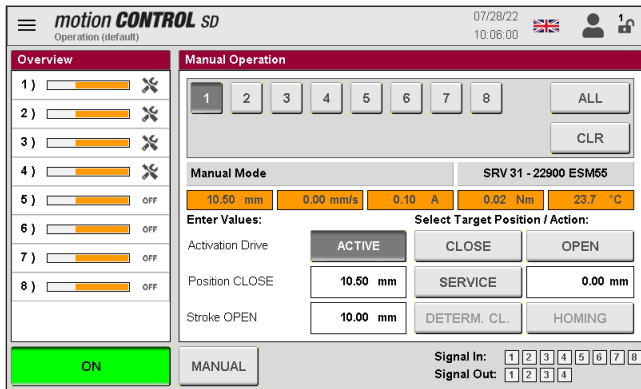 motion CONTROL SD
Operation (default)
07/28/22
10:06:00
1
Overview
Manual Operation
1 )
2 )
3 )
4 )
5 ) OFF
6 ) OFF
7 ) OFF
8 ) OFF
1 2 3 4 5 6 7 8 ALL
CLR
Manual Mode SRV 31 - 22900 ESM55
10.50 mm 0.00 mm/s 0.10 A 0.02 Nm 23.7 °C
Enter Values: Select Target Position / Action:
Activation Drive ACTIVE CLOSE OPEN
Position CLOSE 10.50 mm SERVICE 0.00 mm
Stroke OPEN 10.00 mm DETERM. CL. HOMING
ON MANUAL
Signal In: 1 2 3 4 5 6 7 8
Signal Out: 1 2 3 4